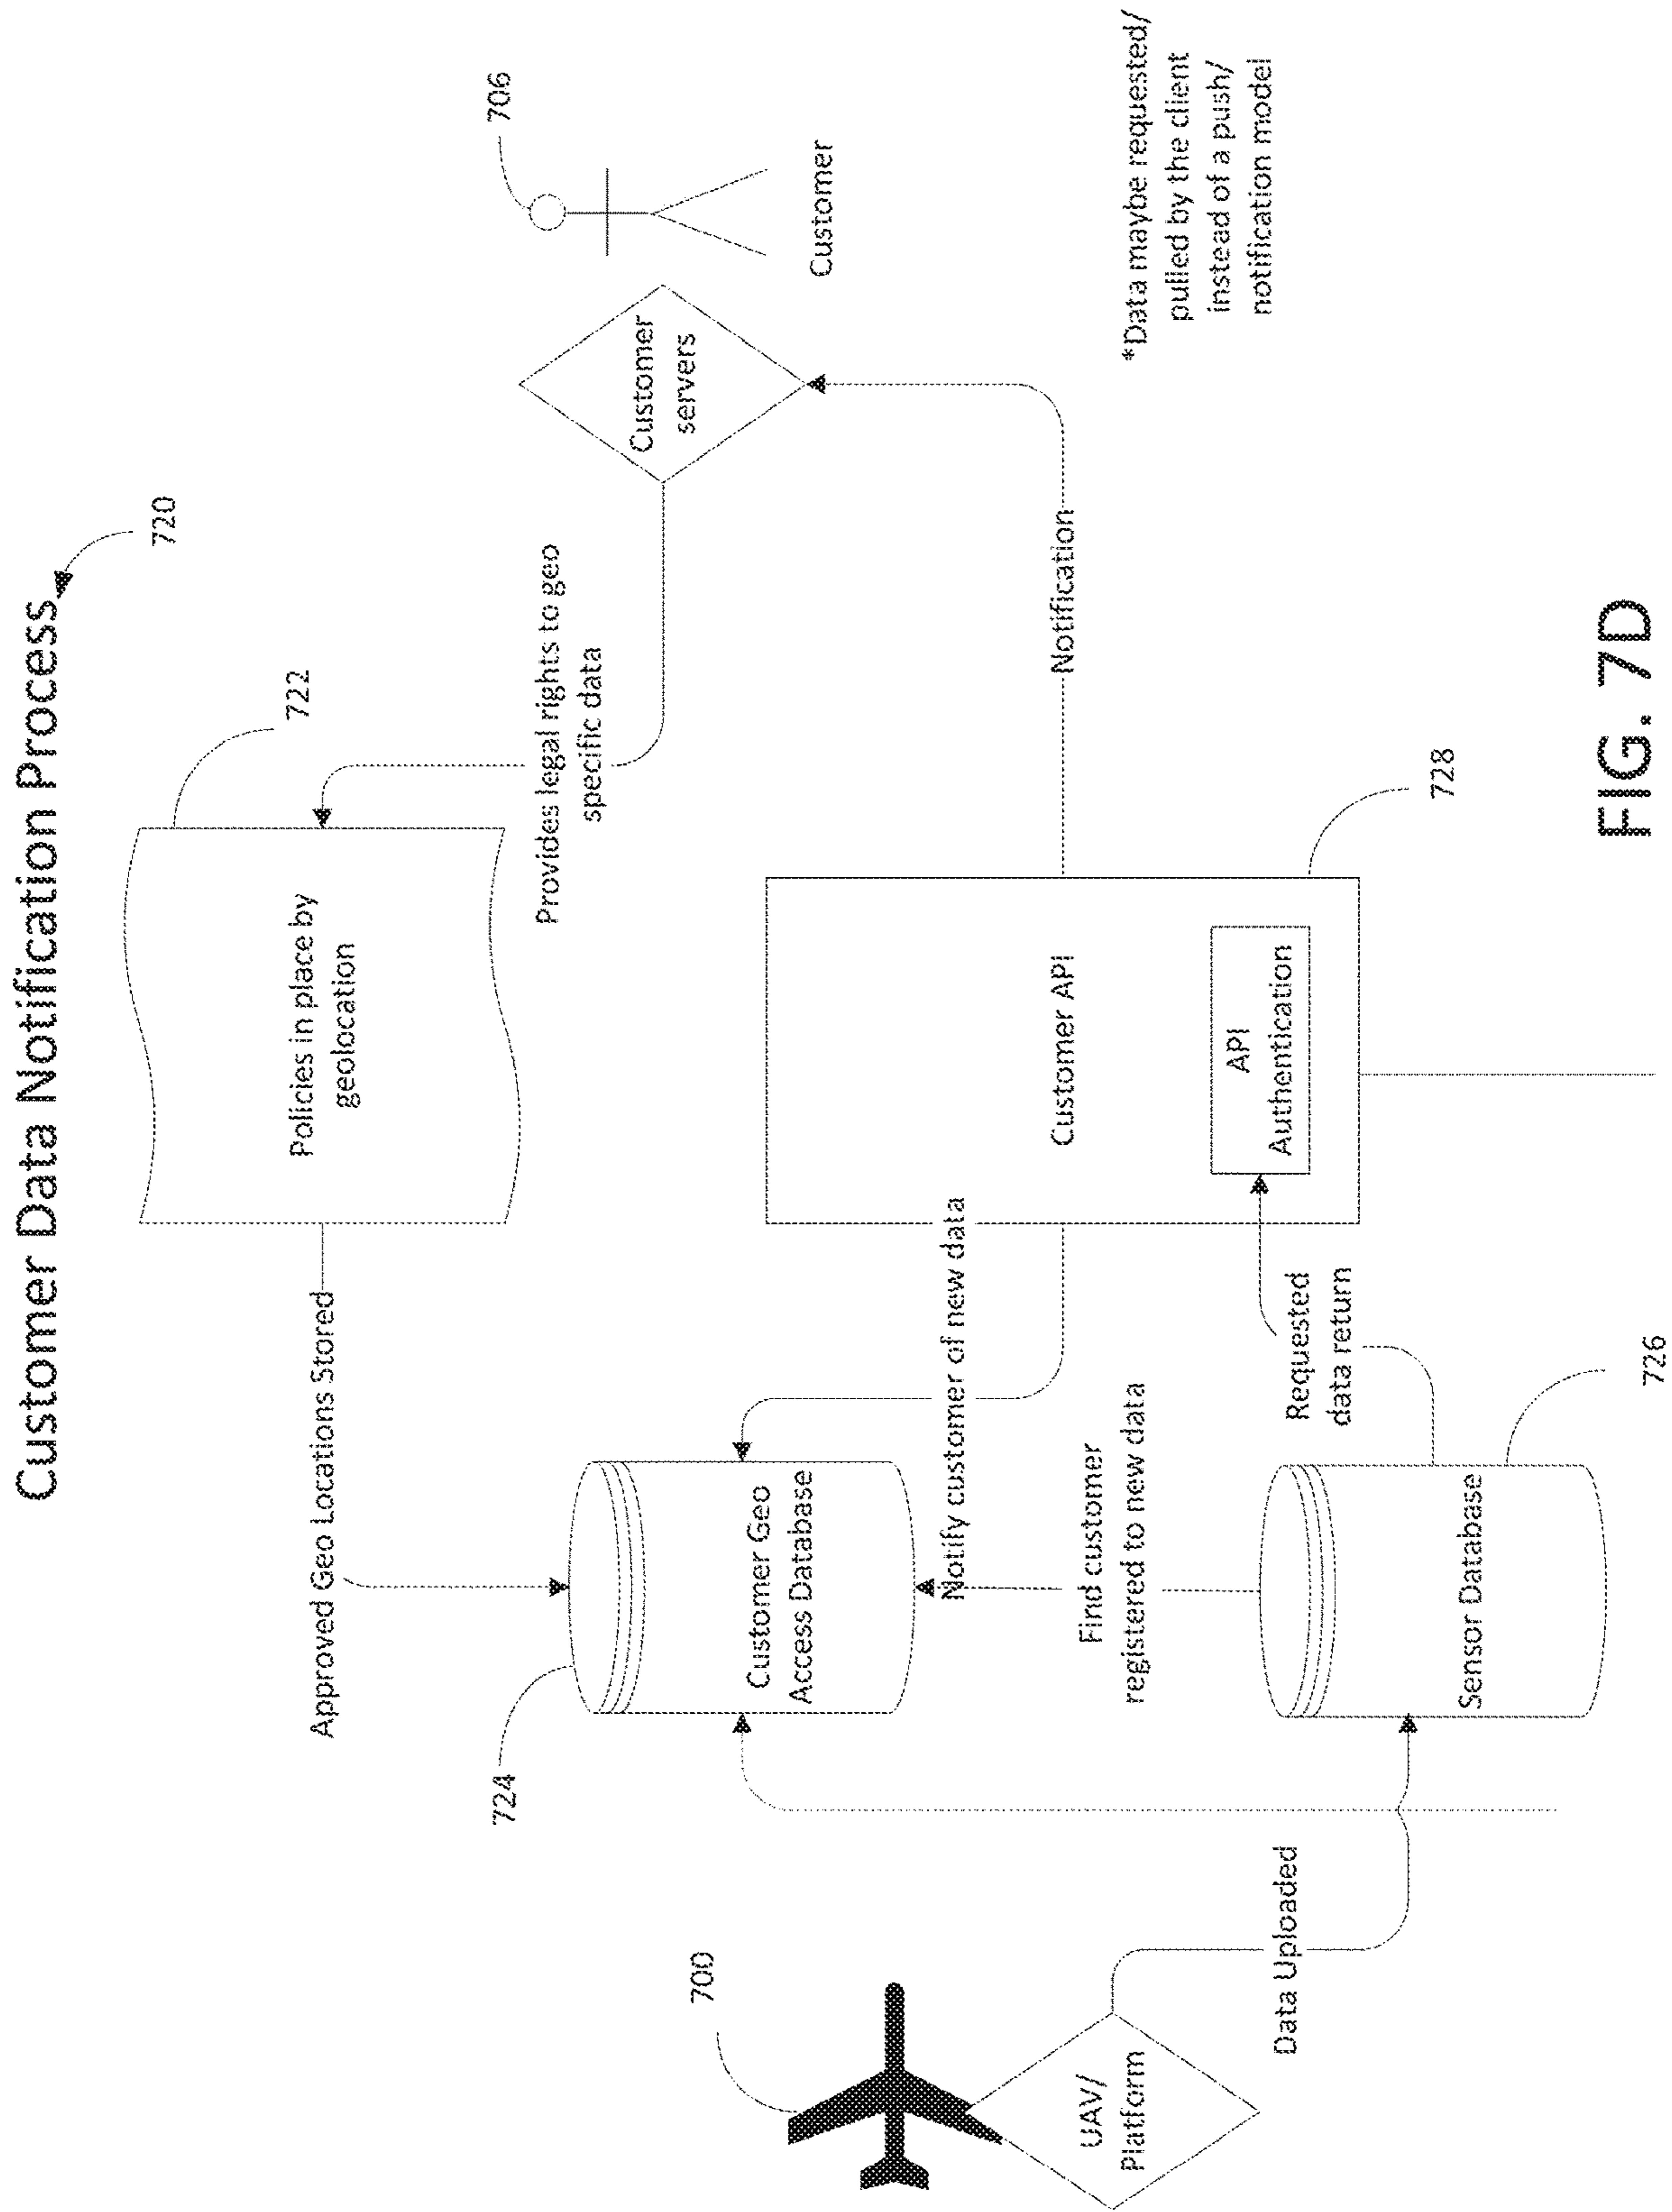 Customer Data Notification Process
720
722
Policies in place by
geolocation
Approved Geo Locations Stored
Provides legal rights to geo
specific data
706
Customer
servers
Customer
724
Customer Geo
Access Database
Notify customer of new data
Customer API
API
Authentication
728
Notification
*Data maybe requested/
pulled by the client
instead of a push/
notification model
Find customer
registered to new data
Requested
data return
Sensor Database
726
700
UAV/
Platform
Data Uploaded
FIG. 7D